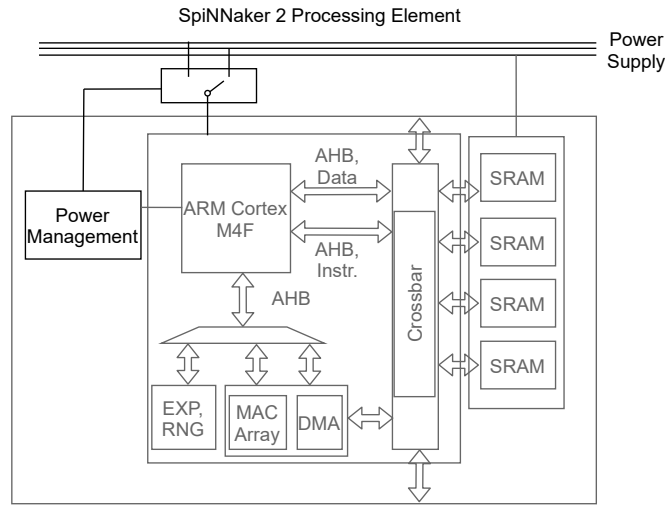 SpiNNaker 2 Processing Element
Power
Supply
AHB,
Data
SRAM
ARM Cortex
M4F
Power
Management
SRAM
AHB,
Instr.
Crossbar
AHB
SRAM
SRAM
EXP,
RNG
MAC
Array
DMA